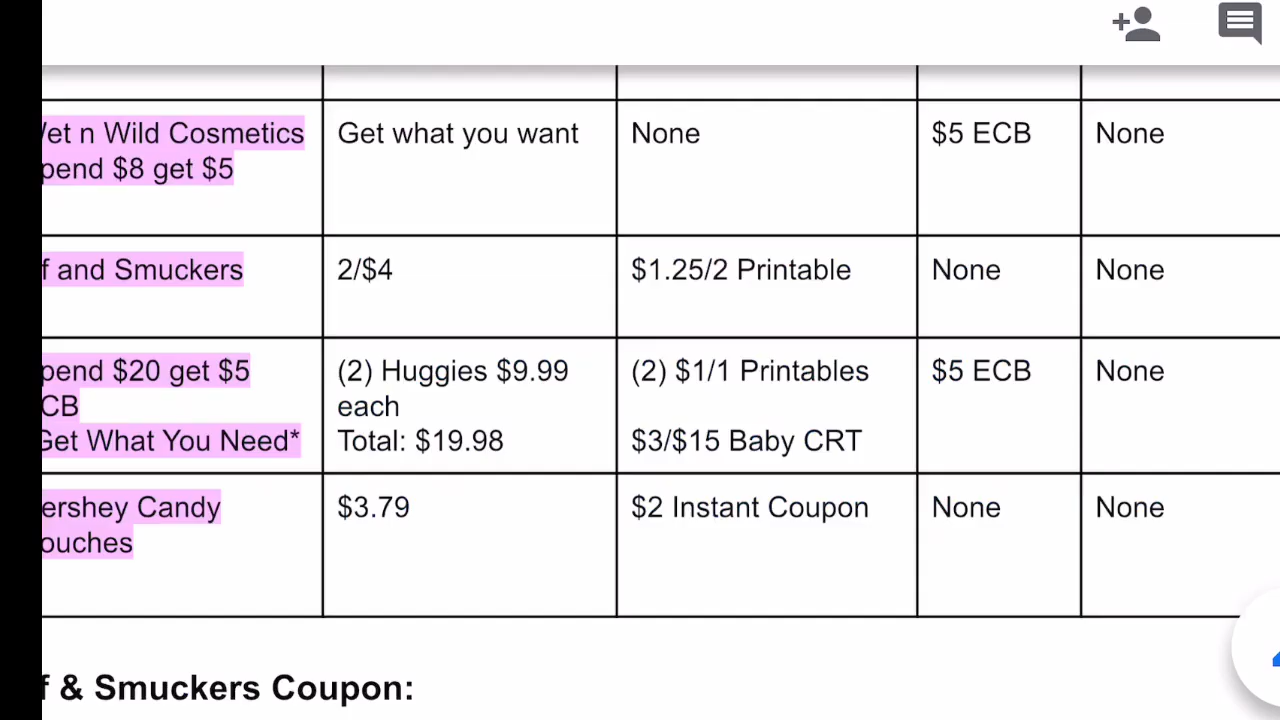 et n Wild Cosmetics Get what you want None $5 ECB None
pend $8 get $5
f and Smuckers 2/$4 $1.25/2 Printable None None
pend $20 get $5 (2) Huggies $9.99 (2) $1/1 Printables $5 ECB None
CB each
Get What You Need* Total: $19.98 $3/$15 Baby CRT
ershey Candy $3.79 $2 Instant Coupon None None
ouches
f & Smuckers Coupon: